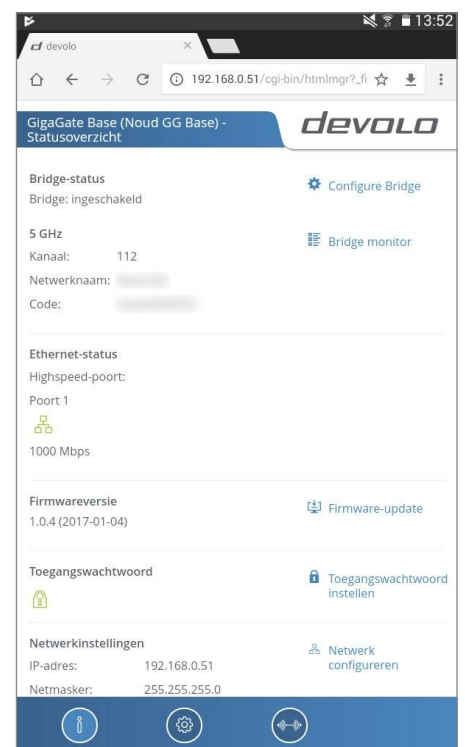 13:52
devolo
192.168.0.51/cgi-bin/htmlmgr?_fi
GigaGate Base (Noud GG Base) -
Statusoverzicht
devolo
Bridge-status
Configure Bridge
Bridge: ingeschakeld
5 GHz
Bridge monitor
Kanaal: 112
Netwerknaam:
Code:
Ethernet-status
Highspeed-poort:
Poort 1
1000 Mbps
Firmwareversie
Firmware-update
1.0.4 (2017-01-04)
Toegangswachtwoord
Toegangswachtwoord
instellen
Netwerkinstellingen
Netwerk
configureren
IP-adres: 192.168.0.51
Netmasker: 255.255.255.0